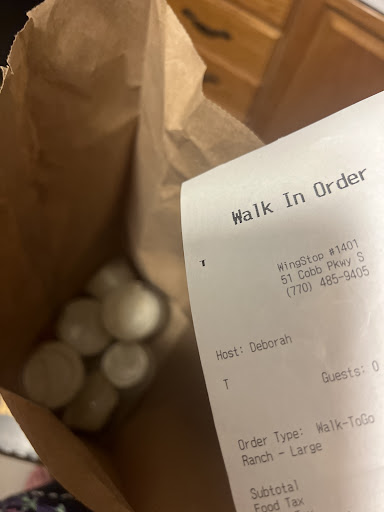 Walk In Order
T
WingStop #1401
51 Cobb Pkwy S
(770) 485-9405
Host: Deborah
T
Guests: 0
Order Type: Walk-ToGo
Ranch - Large
Subtotal
Food Tax